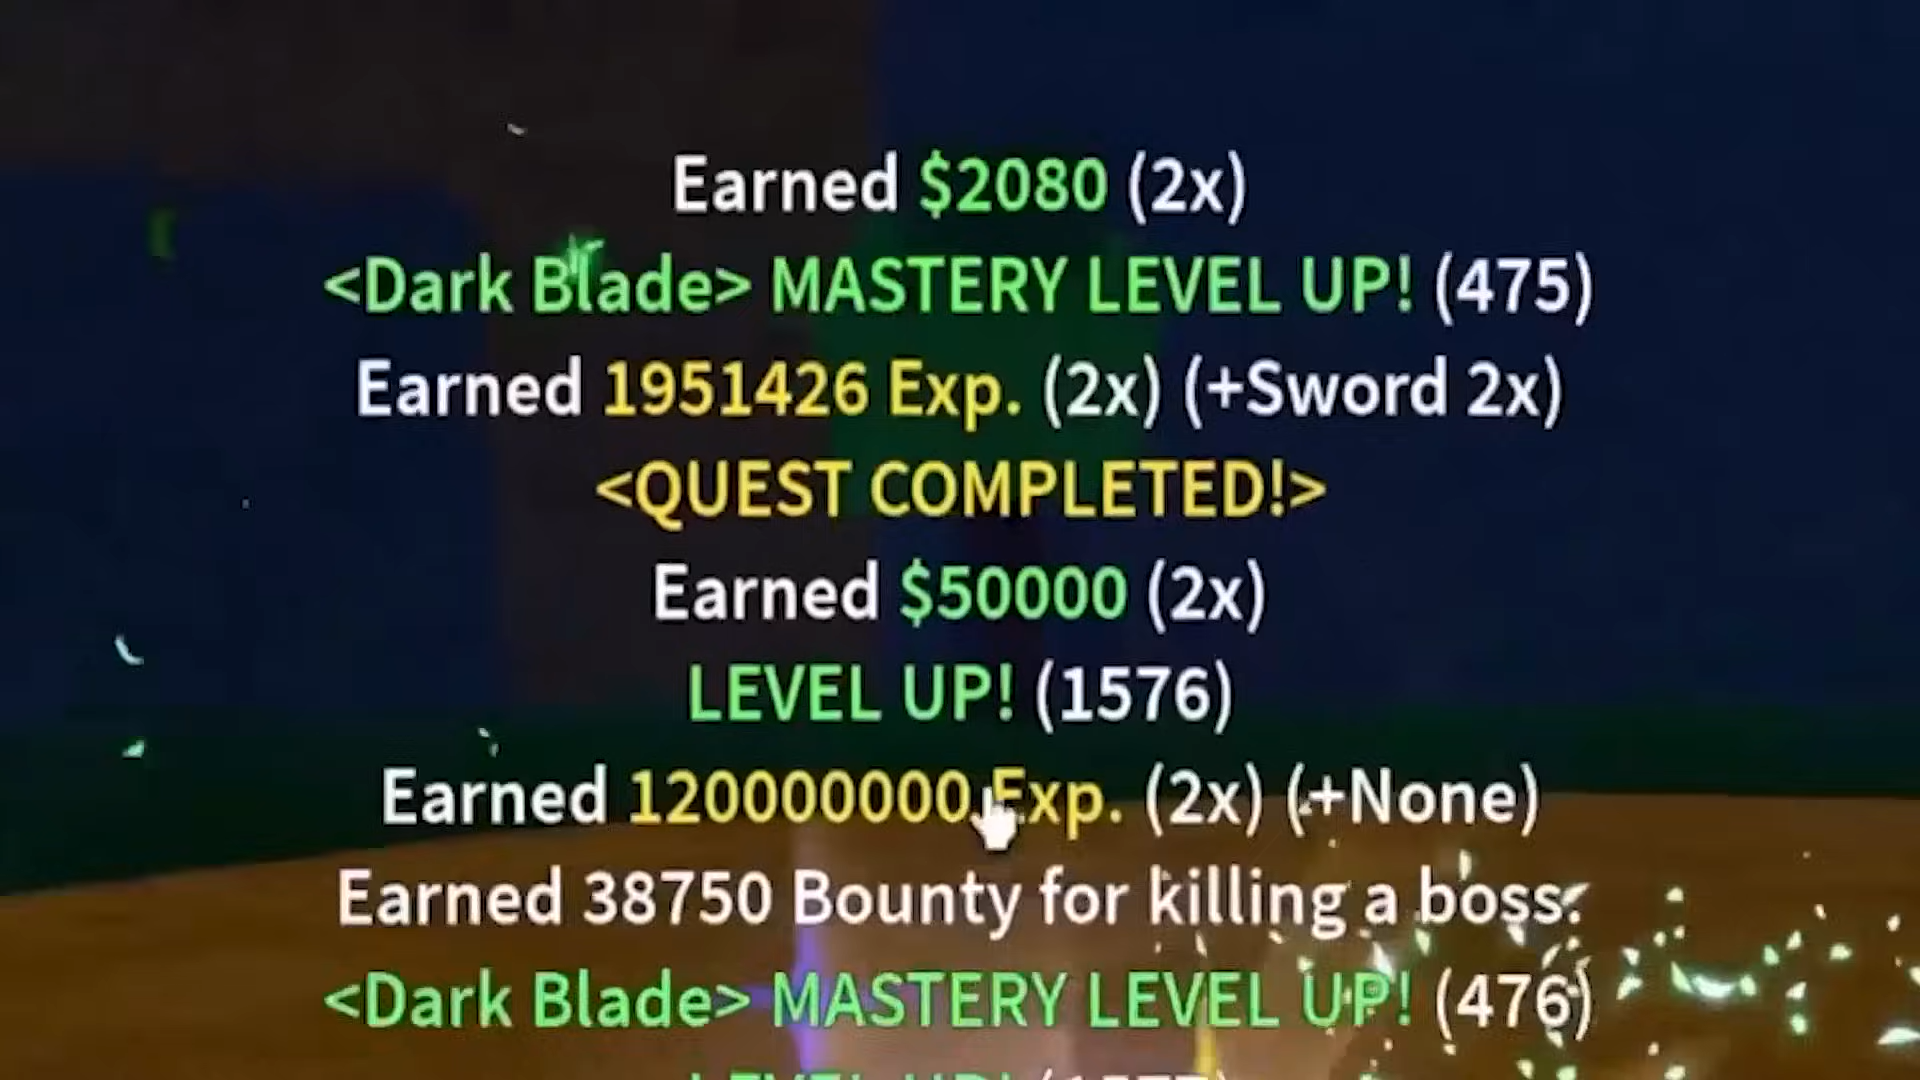 Earned $2080 (2x)
<Dark Blade> MASTERY LEVEL UP! (475)
Earned 1951426 Exp. (2x) (+Sword 2x)
<QUEST COMPLETED!>
Earned $50000 (2x)
LEVEL UP! (1576)
Earned 120000000 Exp. (2x) (+None)
Earned 38750 Bounty for killing a boss.
<Dark Blade> MASTERY LEVEL UP! (476)
LEVEL UP!